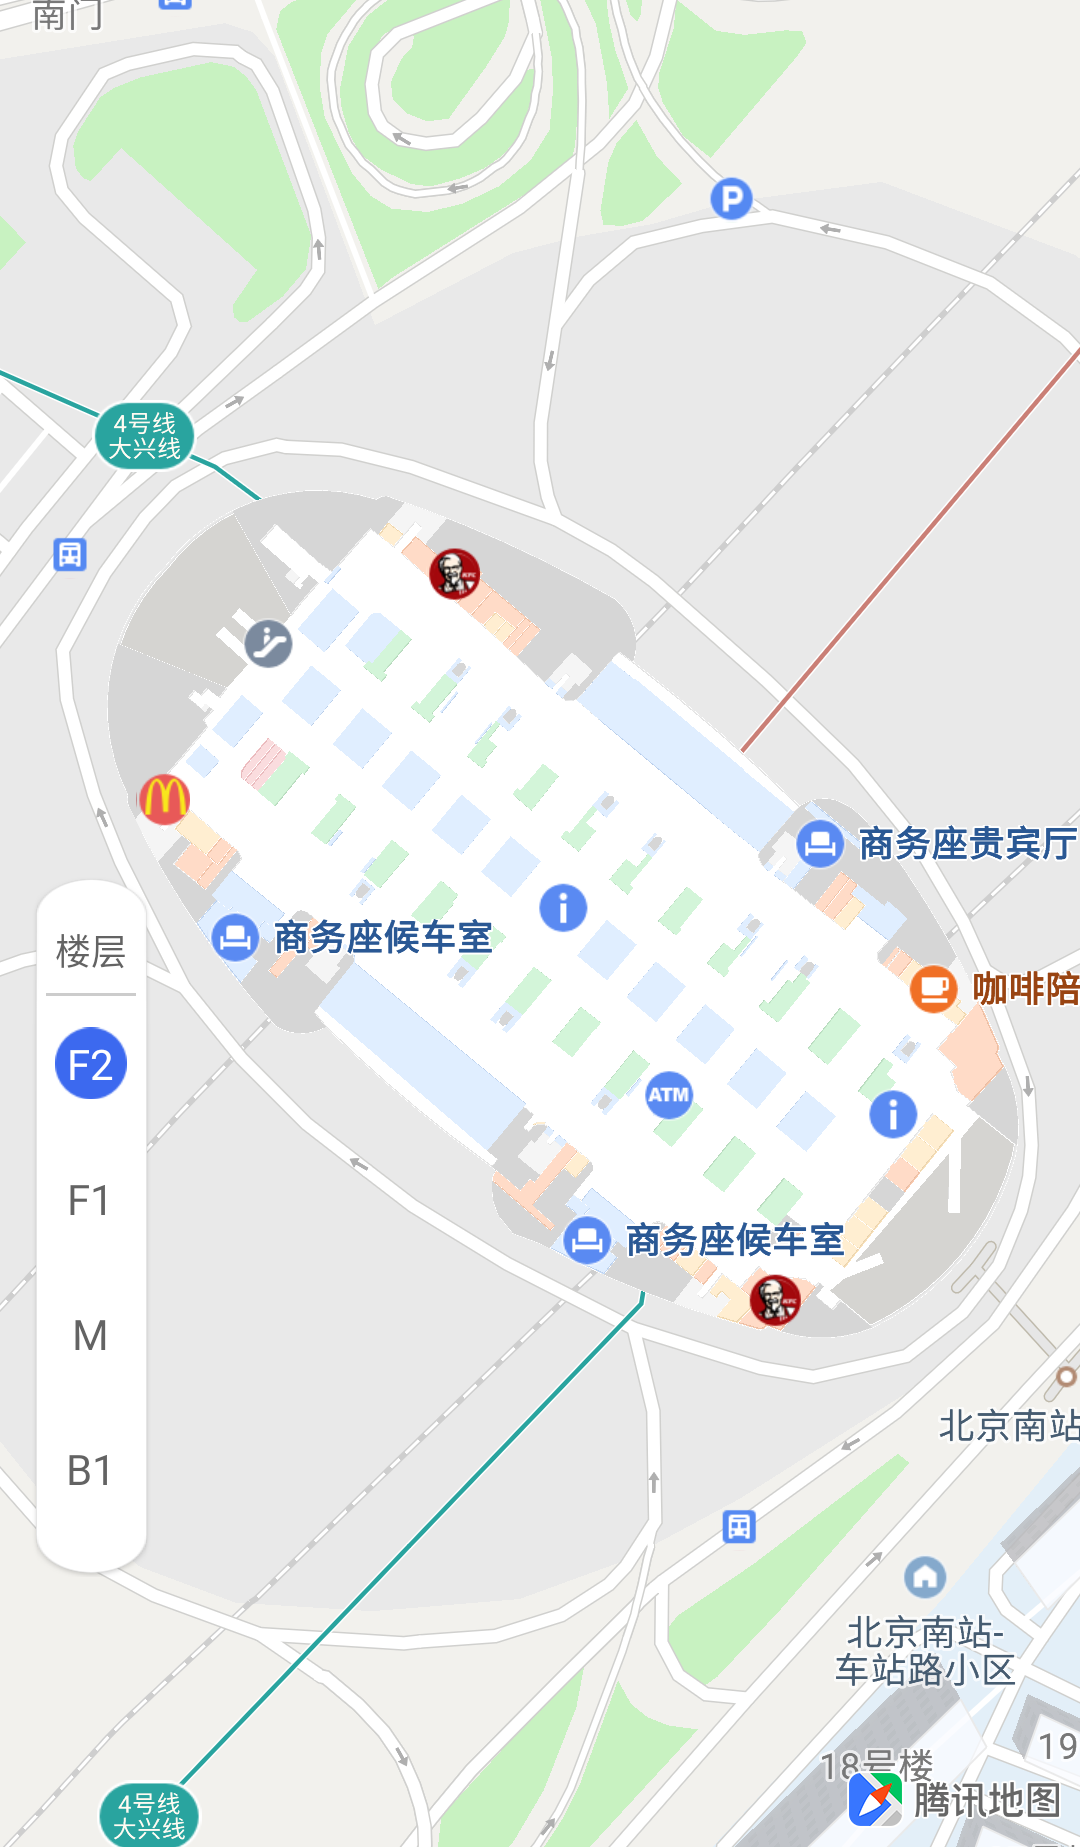 南门
P
4号线
大兴线
KFC
商务座贵宾厅
i
商务座候车室
楼层
咖啡陪
F2
ATM
i
F1
商务座候车室
KFC
M
北京南站
B1
北京南站-
车站路小区
19
18号楼
腾讯地图
4号线
大兴线